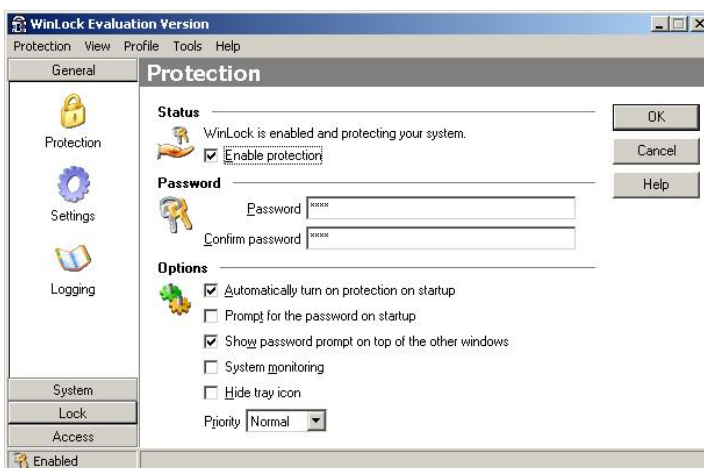 WinLock Evaluation Version
Protection View Profile Tools Help
General
Protection
Settings
Logging
System
Lock
Access
Protection
Status
WinLock is enabled and protecting your system.
Enable protection
Password
Password ****
Confirm password ****
Options
Automatically turn on protection on startup
Prompt for the password on startup
Show password prompt on top of the other windows
System monitoring
Hide tray icon
Priority Normal
OK
Cancel
Help
Enabled